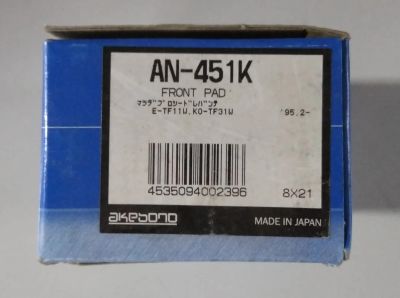 AN-451K
FRONT PAD
マツダプロシードレバンテ
E-TF11W,KD-TF31W '95.2-
4535094002396 8X21
akebono MADE IN JAPAN